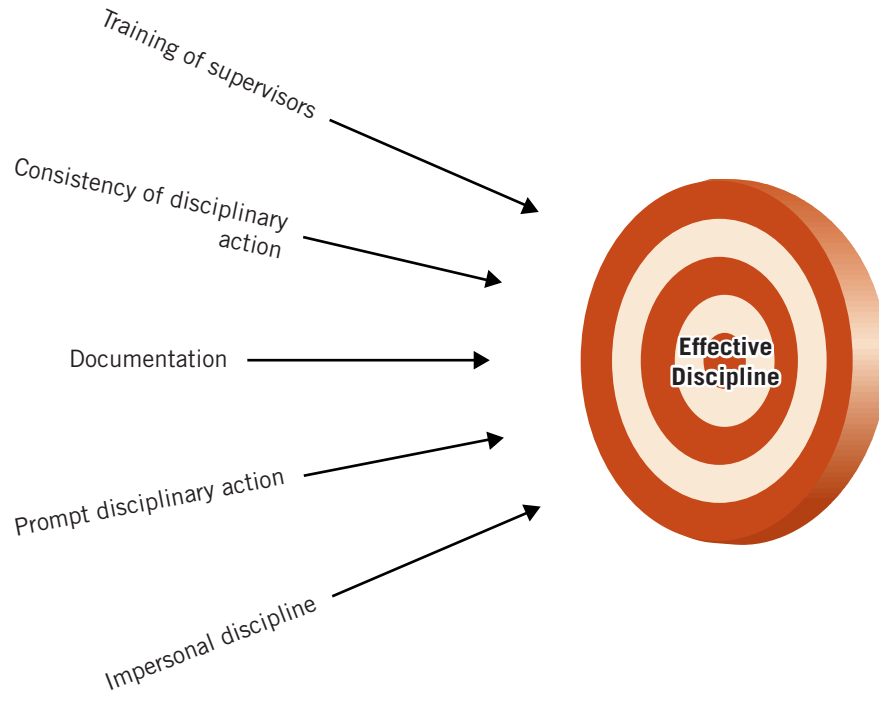 Training of supervisors
Consistency of disciplinary
action
Documentation
Prompt disciplinary action
Impersonal discipline
Effective
Discipline